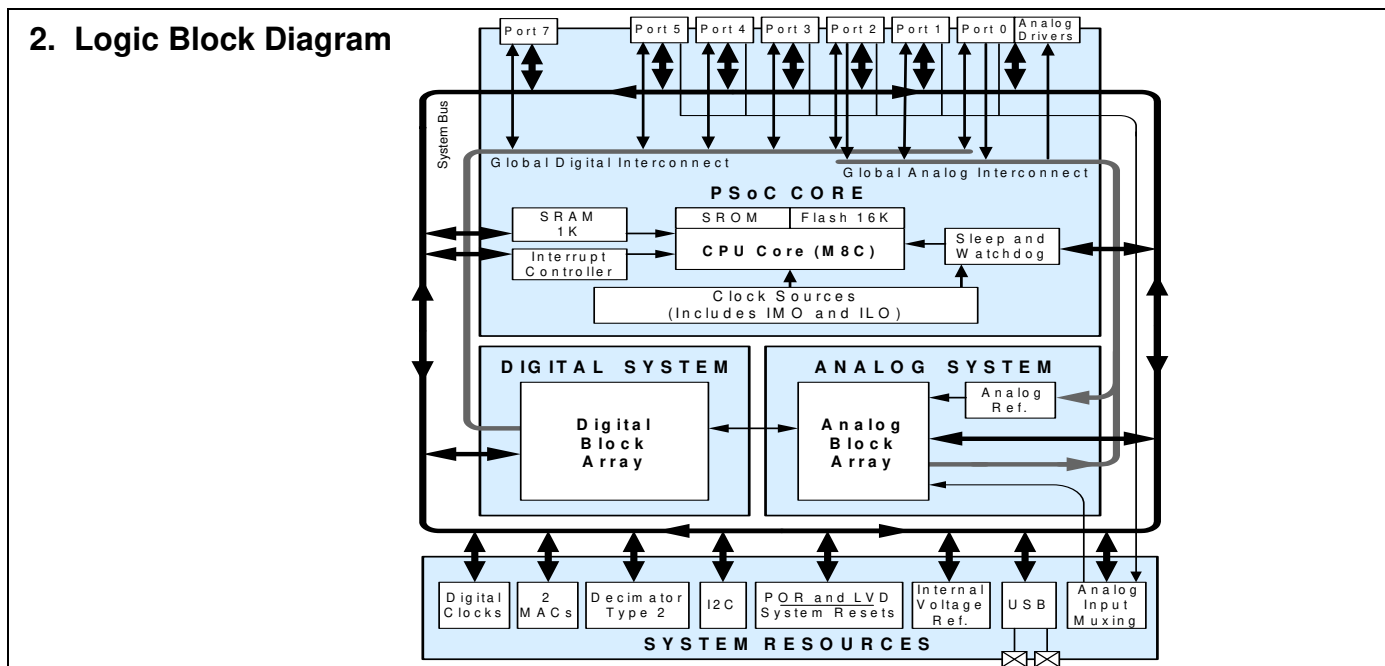 2. Logic Block Diagram
Port 7
Port 5
Port 4
Port 3
Port 2
Port 1
Port 0
Analog
Drivers
System Bus
Global Digital Interconnect
Global Analog Interconnect
PSoC CORE
SRAM
1K
SROM
Flash 16K
CPU Core (M8C)
Interrupt
Controller
Sleep and
Watchdog
Clock Sources
(Includes IMO and ILO)
DIGITAL SYSTEM
Digital
Block
Array
ANALOG SYSTEM
Analog
Ref.
Analog
Block
Array
Digital
Clocks
2
MACs
Decimator
Type 2
I2C
POR and LVD
System Resets
Internal
Voltage
Ref.
USB
Analog
Input
Muxing
SYSTEM RESOURCES